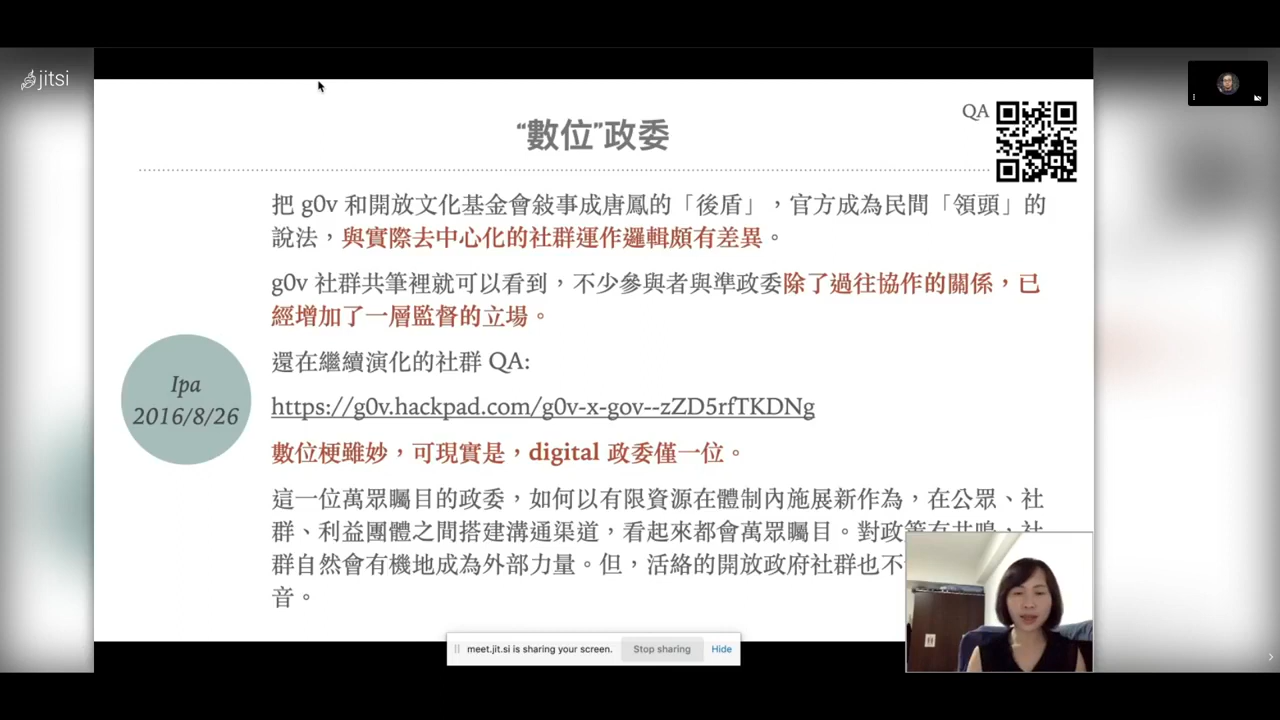 jitsi
QA
“數位”政委
把 g0v 和開放文化基金會敘事成唐鳳的「後盾」，官方成為民間「領頭」的
說法，與實際去中心化的社群運作邏輯頗有差異。
g0v 社群共筆裡就可以看到，不少參與者與準政委除了過往協作的關係，已
經增加了一層監督的立場。
還在繼續演化的社群 QA:
https://g0v.hackpad.com/g0v-x-gov--zZD5rfTKDNg
Ipa
2016/8/26
數位梗雖妙，可現實是，digital 政委僅一位。
這一位萬眾矚目的政委，如何以有限資源在體制內施展新作為，在公眾、社
群、利益團體之間搭建溝通渠道，看起來都會萬眾矚目。對政策有共鳴，社
群自然會有機地成為外部力量。但，活絡的開放政府社群也不
音。
meet.jit.si is sharing your screen.
Stop sharing
Hide